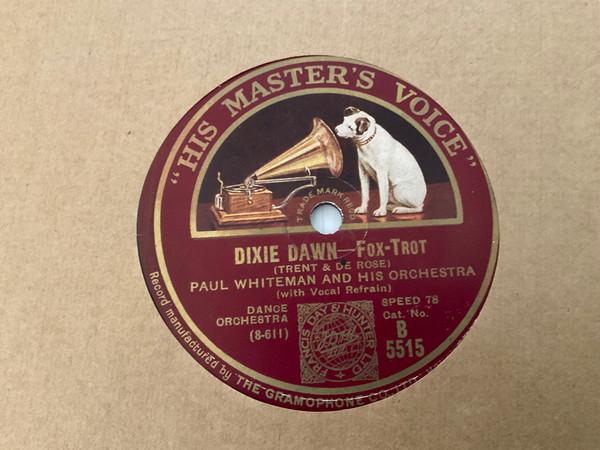 "HIS MASTER'S VOICE"
TRADE MARK REGD
DIXIE DAWN—FOX-TROT
(TRENT & DE ROSE)
PAUL WHITEMAN AND HIS ORCHESTRA
(with Vocal Refrain)
DANCE
ORCHESTRA
(8-611)
FRANCIS DAY & HUNTER LTD
SPEED 78
Cat. No.
B
5515
Record manufactured by THE GRAMOPHONE CO., LTD.